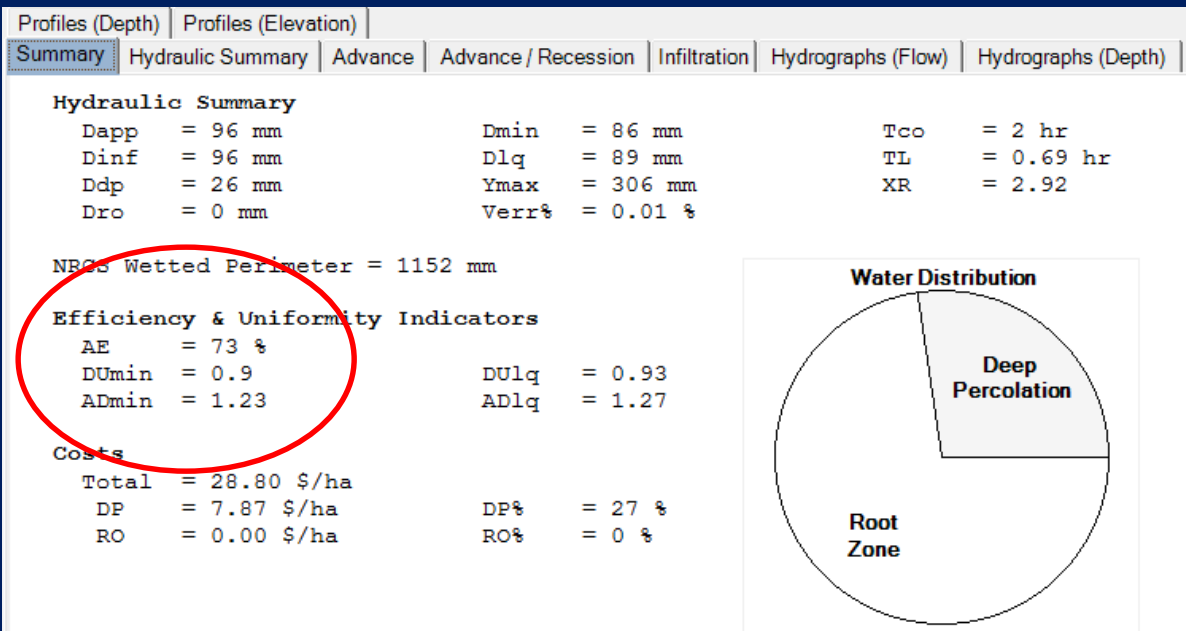 Profiles (Depth) Profiles (Elevation)
Summary Hydraulic Summary Advance Advance / Recession Infiltration Hydrographs (Flow) Hydrographs (Depth)
Hydraulic Summary
Dapp = 96 mm Dmin = 86 mm Tco = 2 hr
Dinf = 96 mm Dlq = 89 mm TL = 0.69 hr
Ddp = 26 mm Ymax = 306 mm XR = 2.92
Dro = 0 mm Verr% = 0.01 %
NRCS Wetted Perimeter = 1152 mm
Water Distribution
Efficiency & Uniformity Indicators
AE = 73 %
DUmin = 0.9 DUlq = 0.93
ADmin = 1.23 ADlq = 1.27
Deep
Percolation
Costs
Total = 28.80 $/ha
DP = 7.87 $/ha DP% = 27 %
RO = 0.00 $/ha RO% = 0 %
Root
Zone